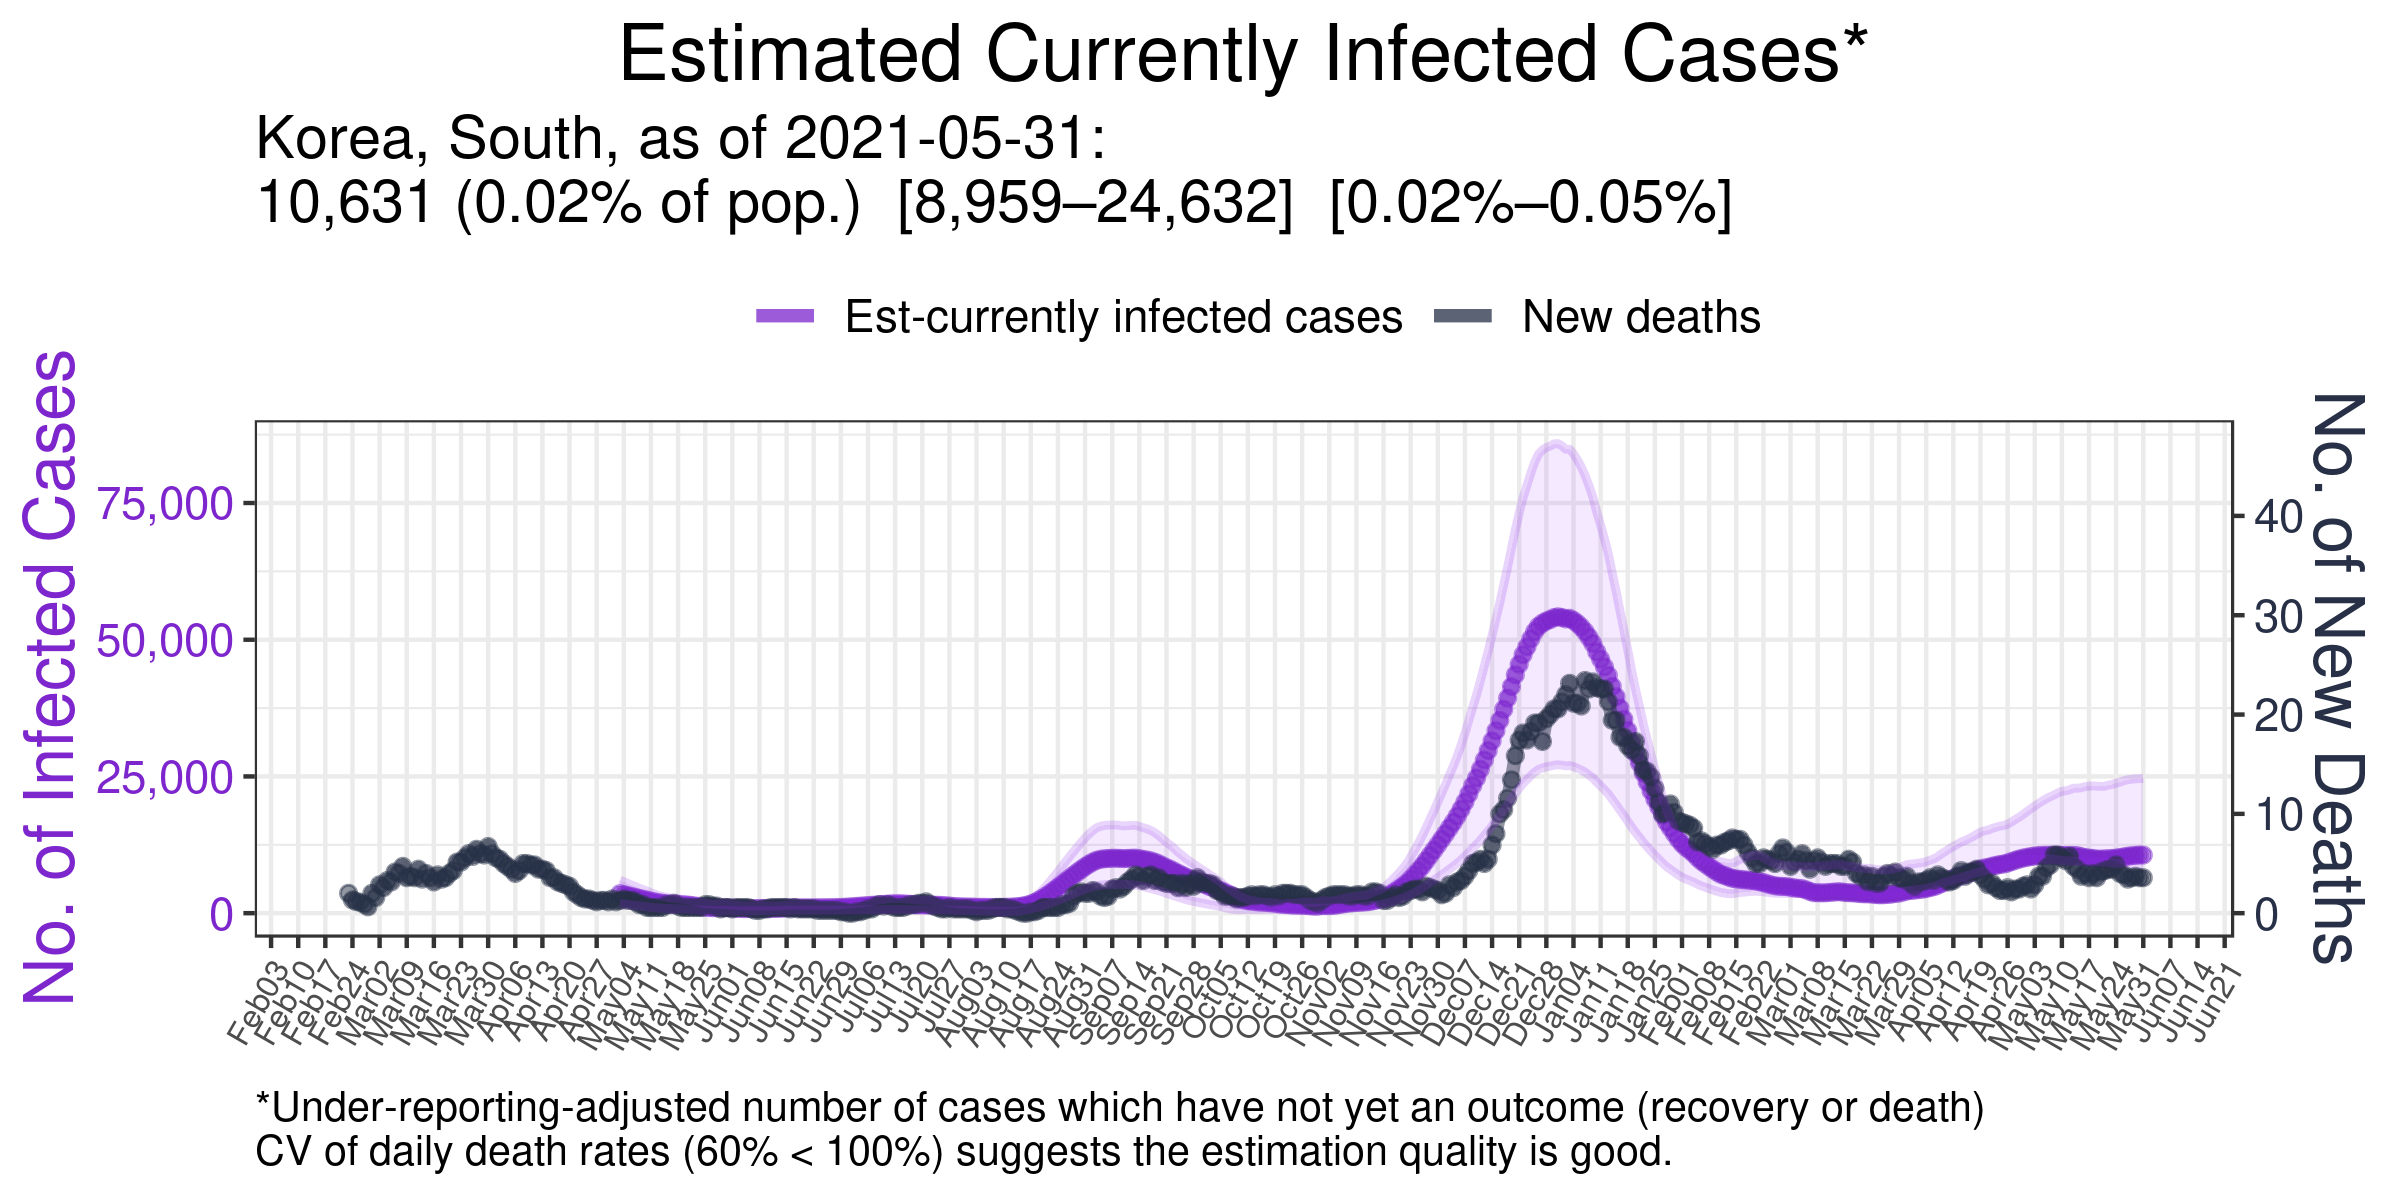 Estimated Currently Infected Cases*
Korea, South, as of 2021-05-31:
10,631 (0.02% of pop.) [8,959–24,632] [0.02%–0.05%]
Est-currently infected cases New deaths
No. of Infected Cases
75,000
50,000
25,000
0
40
30
20
10
0
No. of New Deaths
Feb03 Feb10 Feb17 Feb24 Mar02 Mar09 Mar16 Mar23 Mar30 Apr06 Apr13 Apr20 Apr27 May04 May11 May18 May25 Jun01 Jun08 Jun15 Jun22 Jun29 Jul06 Jul13 Jul20 Jul27 Aug03 Aug10 Aug17 Aug24 Aug31 Sep07 Sep14 Sep21 Sep28 Oct05 Oct12 Oct19 Oct26 Nov02 Nov09 Nov16 Nov23 Nov30 Dec07 Dec14 Dec21 Dec28 Jan04 Jan11 Jan18 Jan25 Feb01 Feb08 Feb15 Feb22 Mar01 Mar08 Mar15 Mar22 Mar29 Apr05 Apr12 Apr19 Apr26 May03 May10 May17 May24 May31 Jun07 Jun14 Jun21
*Under-reporting-adjusted number of cases which have not yet an outcome (recovery or death)
CV of daily death rates (60% < 100%) suggests the estimation quality is good.